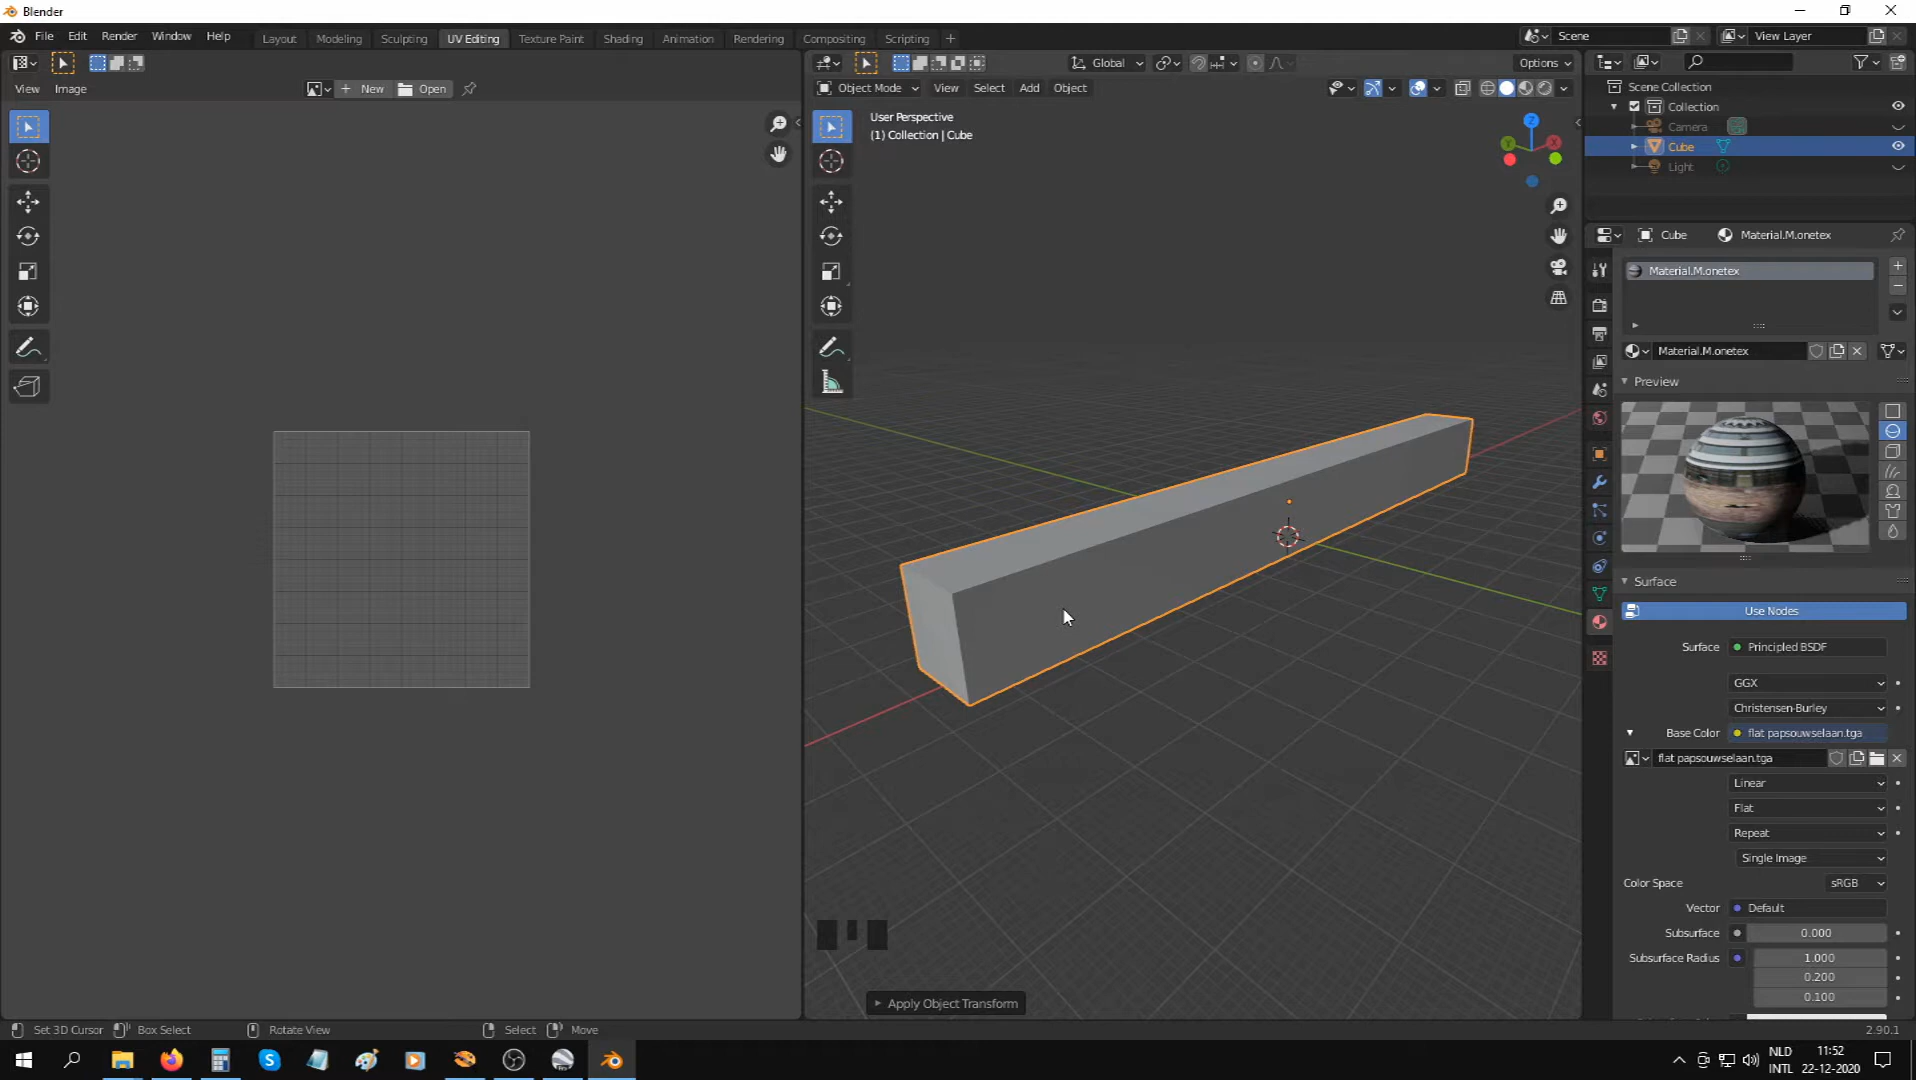 Blender
File Edit Render Window Help
Layout Modeling Sculpting UV Editing Texture Paint Shading Animation Rendering Compositing Scripting +
Scene
View Layer
View Image
New
Open
Global
Options
Object Mode View Select Add Object
User Perspective
(1) Collection | Cube
Z
Y
X
Scene Collection
Collection
Camera
Cube
Light
Cube
Material.M.onetex
Material.M.onetex
Material.M.onetex
Preview
Surface
Use Nodes
Surface Principled BSDF
GGX
Christensen-Burley
Base Color flat papsouwselaan.tga
flat papsouwselaan.tga
Linear
Flat
Repeat
Single Image
Color Space sRGB
Vector Default
Subsurface 0.000
Subsurface Radius 1.000
0.200
0.100
Apply Object Transform
Set 3D Cursor Box Select Rotate View Select Move
2.90.1
NLD
INTL
11:52
22-12-2020